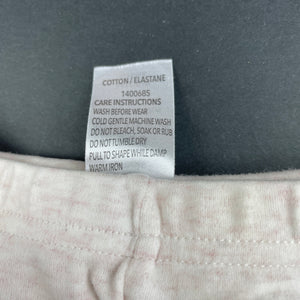 COTTON / ELASTANE
1400685
CARE INSTRUCTIONS
WASH BEFORE WEAR
COLD GENTLE MACHINE WASH
DO NOT BLEACH, SOAK OR RUB
DO NOT TUMBLE DRY
PULL TO SHAPE WHILE DAMP
WARM IRON